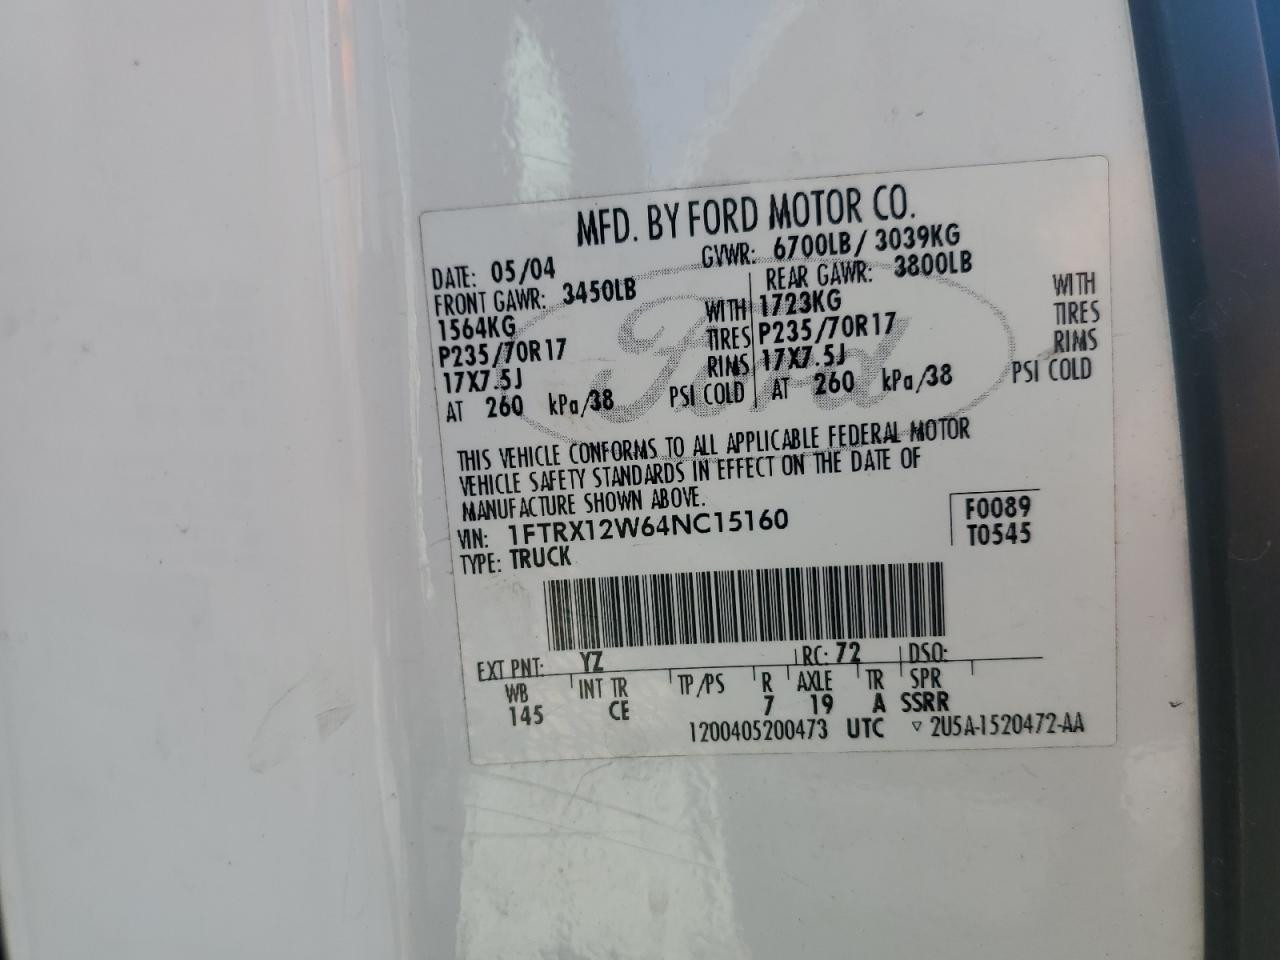 MFD. BY FORD MOTOR CO.
DATE: 05/04 GVWR: 6700LB/ 3039KG
FRONT GAWR: 3450LB REAR GAWR: 3800LB
1564KG WITH 1723KG WITH
P235/70R17 TIRES P235/70R17 TIRES
17X7.5J RIMS 17X7.5J RIMS
AT 260 kPa/38 PSI COLD AT 260 kPa/38 PSI COLD
Ford
THIS VEHICLE CONFORMS TO ALL APPLICABLE FEDERAL MOTOR
VEHICLE SAFETY STANDARDS IN EFFECT ON THE DATE OF
MANUFACTURE SHOWN ABOVE.
VIN: 1FTRX12W64NC15160 F0089
TYPE: TRUCK T0545
EXT PNT: YZ RC: 72 DSO:
WB INT TR TP/PS R AXLE TR SPR
145 CE 7 19 A SSRR
1200405200473 UTC ▿ 2U5A-1520472-AA